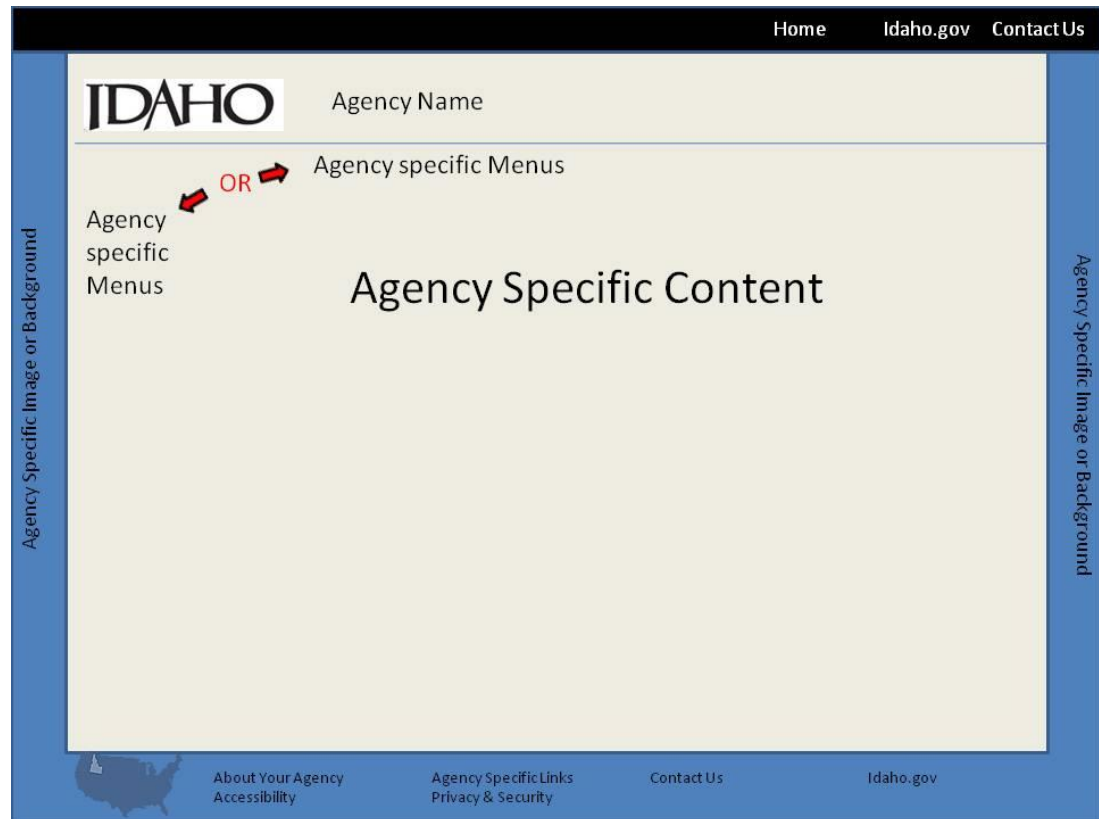 Home Idaho.gov Contact Us
IDAHO Agency Name
Agency specific Menus
OR
Agency
specific
Menus
Agency Specific Content
Agency Specific Image or Background
Agency Specific Image or Background
About Your Agency Agency Specific Links Contact Us Idaho.gov
Accessibility Privacy & Security